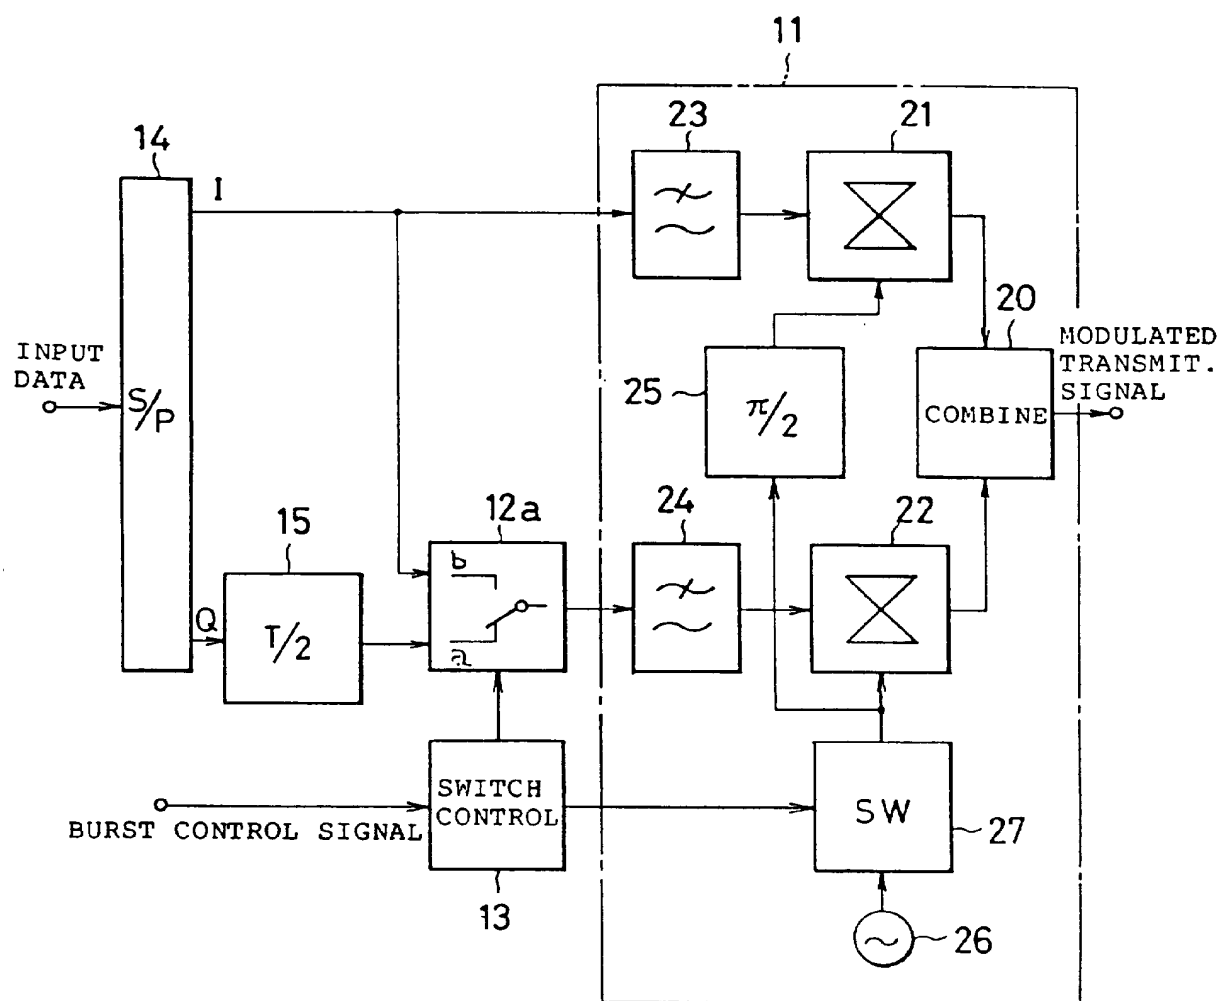 11
23
21
14
I
20
INPUT
DATA
S/P
MODULATED
TRANSMIT.
SIGNAL
25
π/2
COMBINE
15
12a
24
22
b
Q
T/2
a
SWITCH
CONTROL
SW
BURST CONTROL SIGNAL
27
13
26